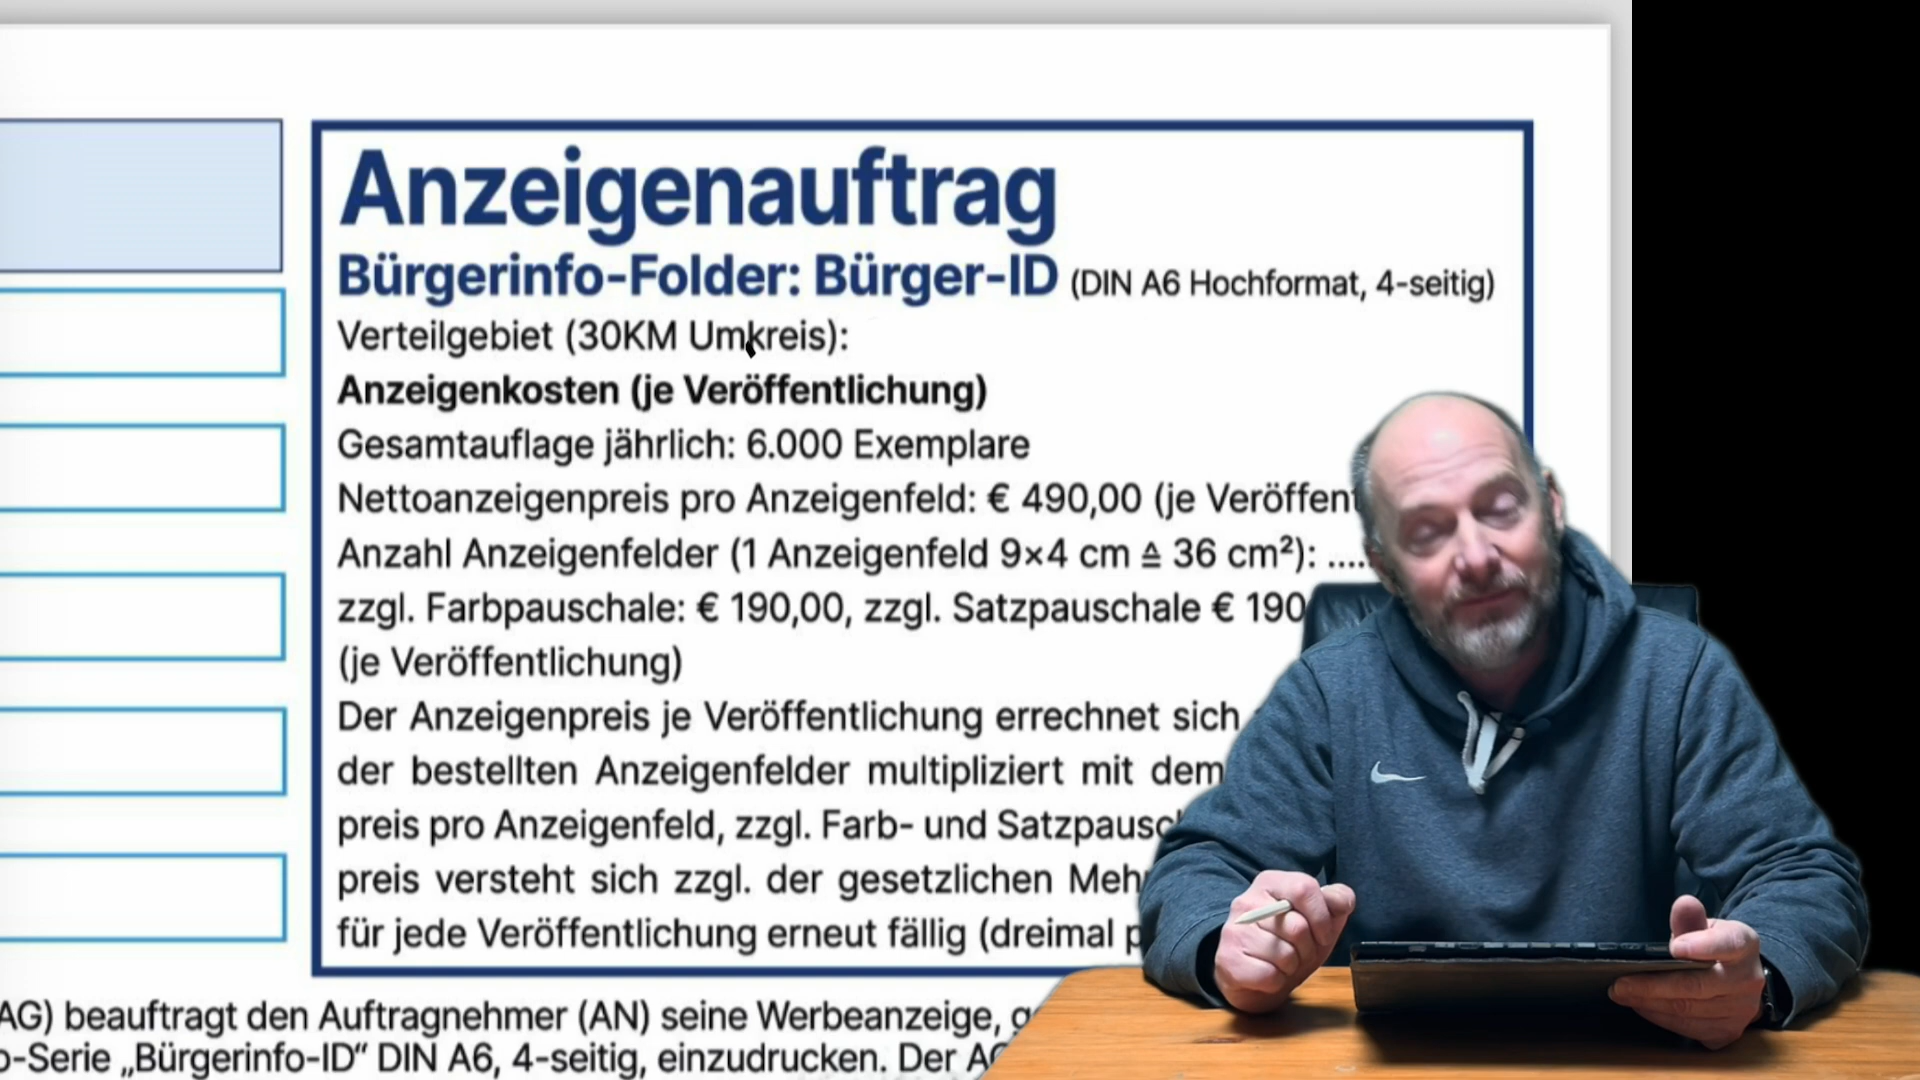 Anzeigenauftrag
Bürgerinfo-Folder: Bürger-ID (DIN A6 Hochformat, 4-seitig)
Verteilgebiet (30KM Umkreis):
Anzeigenkosten (je Veröffentlichung)
Gesamtauflage jährlich: 6.000 Exemplare
Nettoanzeigenpreis pro Anzeigenfeld: € 490,00 (je
Anzahl Anzeigenfelder (1 Anzeigenfeld 9×4 cm ≙ 36 cm²): ....
zzgl. Farbpauschale: € 190,00, zzgl. Satzpauschale € 190
(je Veröffentlichung)
Der Anzeigenpreis je Veröffentlichung errechnet sich
der bestellten Anzeigenfelder multipliziert mit dem
preis pro Anzeigenfeld, zzgl. Farb- und
preis versteht sich zzgl. der gesetzlichen
für jede Veröffentlichung erneut fällig (dreimal
AG) beauftragt den Auftragnehmer (AN) seine Werbeanzeige,
o-Serie „Bürgerinfo-ID“ DIN A6, 4-seitig, einzudrucken. Der